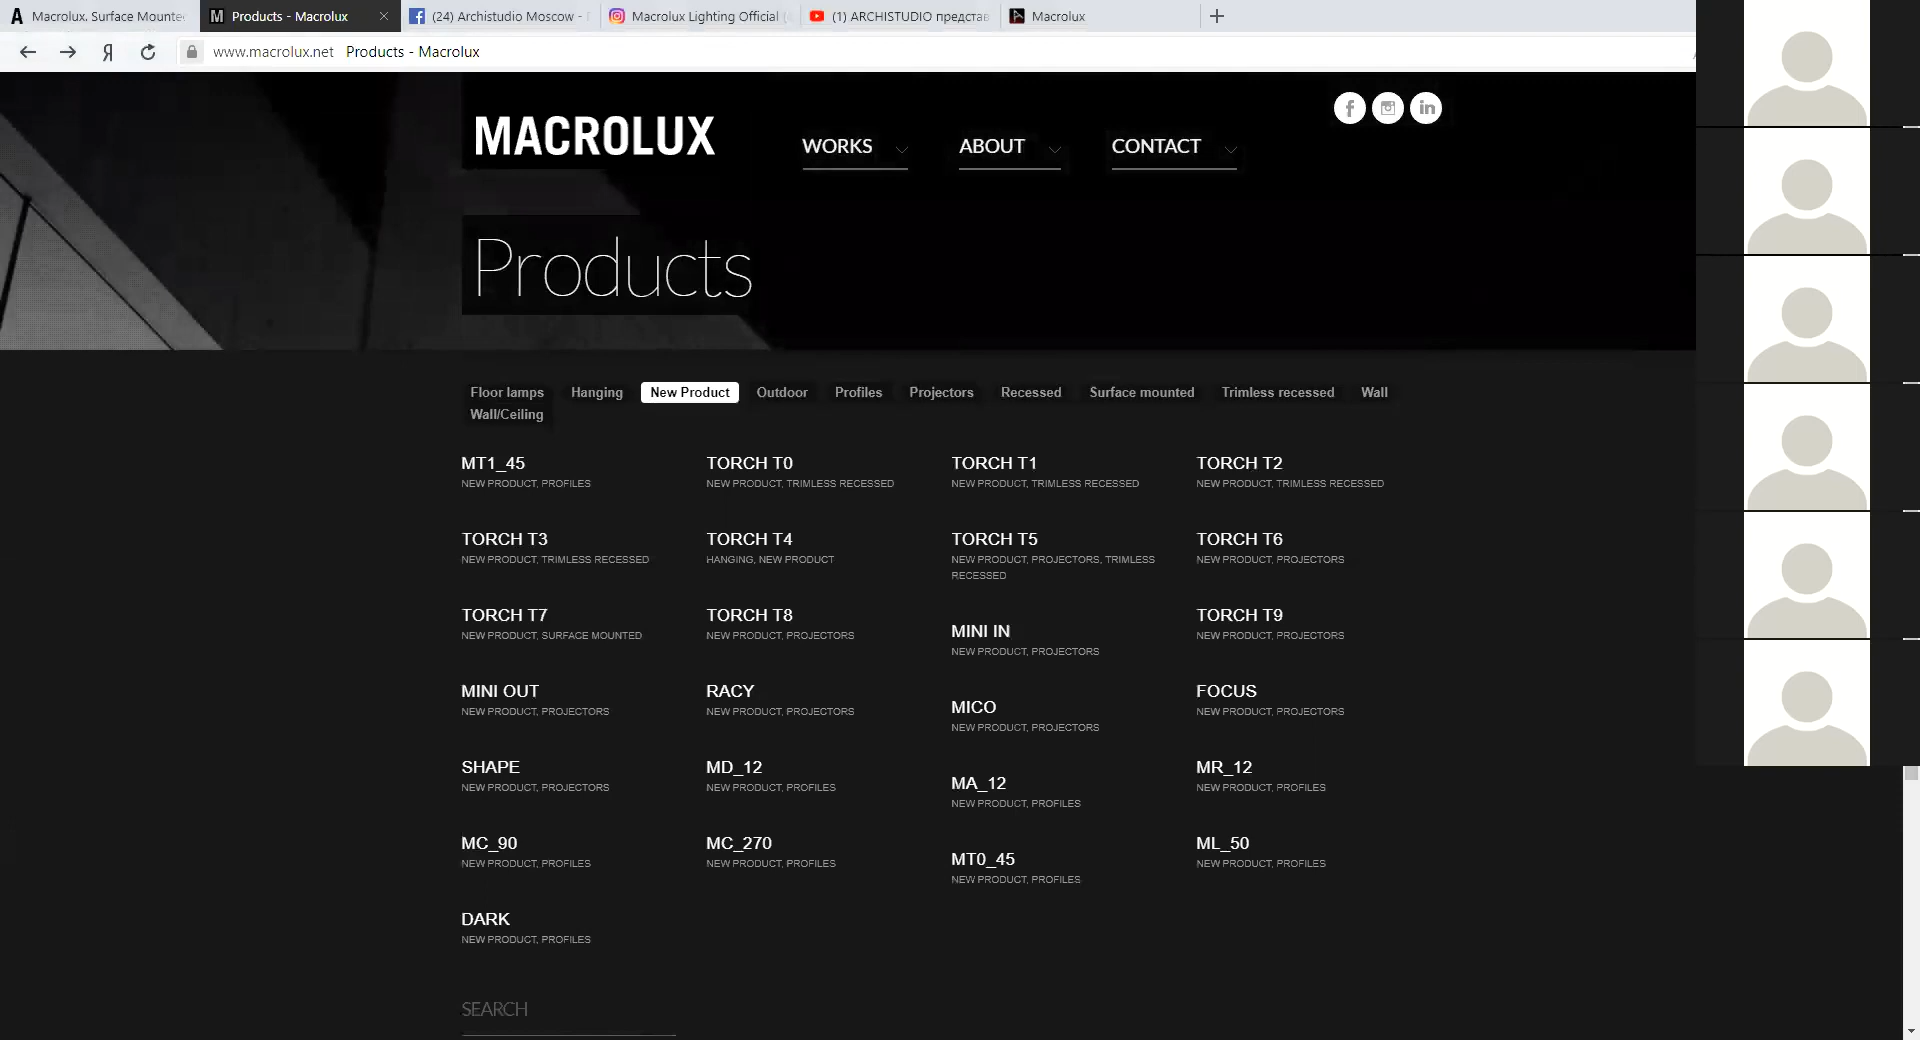 Macrolux. Surface Mounted
Products - Macrolux
(24) Archistudio Moscow -
Macrolux Lighting Official
(1) ARCHISTUDIO представ
Macrolux
Я
www.macrolux.net Products - Macrolux
MACROLUX
WORKS
ABOUT
CONTACT
Products
Floor lamps
Hanging
New Product
Outdoor
Profiles
Projectors
Recessed
Surface mounted
Trimless recessed
Wall
Wall/Ceiling
MT1_45
NEW PRODUCT, PROFILES
TORCH T0
NEW PRODUCT, TRIMLESS RECESSED
TORCH T1
NEW PRODUCT, TRIMLESS RECESSED
TORCH T2
NEW PRODUCT, TRIMLESS RECESSED
TORCH T3
NEW PRODUCT, TRIMLESS RECESSED
TORCH T4
HANGING, NEW PRODUCT
TORCH T5
NEW PRODUCT, PROJECTORS, TRIMLESS
RECESSED
TORCH T6
NEW PRODUCT, PROJECTORS
TORCH T7
NEW PRODUCT, SURFACE MOUNTED
TORCH T8
NEW PRODUCT, PROJECTORS
MINI IN
NEW PRODUCT, PROJECTORS
TORCH T9
NEW PRODUCT, PROJECTORS
MINI OUT
NEW PRODUCT, PROJECTORS
RACY
NEW PRODUCT, PROJECTORS
MICO
NEW PRODUCT, PROJECTORS
FOCUS
NEW PRODUCT, PROJECTORS
SHAPE
NEW PRODUCT, PROJECTORS
MD_12
NEW PRODUCT, PROFILES
MA_12
NEW PRODUCT, PROFILES
MR_12
NEW PRODUCT, PROFILES
MC_90
NEW PRODUCT, PROFILES
MC_270
NEW PRODUCT, PROFILES
MT0_45
NEW PRODUCT, PROFILES
ML_50
NEW PRODUCT, PROFILES
DARK
NEW PRODUCT, PROFILES
SEARCH